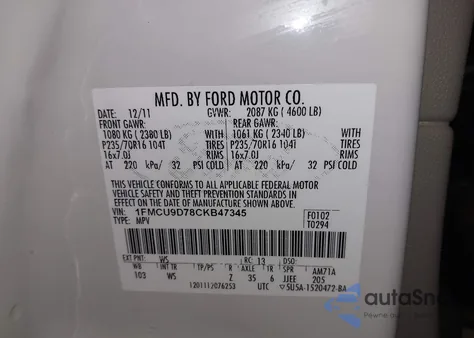 MFD. BY FORD MOTOR CO.
DATE: 12/11 GVWR: 2087 KG ( 4600 LB)
FRONT GAWR: REAR GAWR:
1080 KG ( 2380 LB) WITH 1061 KG ( 2340 LB) WITH
P235/70R16 104T TIRES P235/70R16 104T TIRES
16x7.0J RIMS 16x7.0J RIMS
AT 220 kPa/ 32 PSI COLD AT 220 kPa/ 32 PSI COLD
THIS VEHICLE CONFORMS TO ALL APPLICABLE FEDERAL MOTOR
VEHICLE SAFETY AND THEFT PREVENTION STANDARDS IN
EFFECT ON THE DATE OF MANUFACTURE SHOWN ABOVE.
VIN: 1FMCU9D78CKB47345 F0102
TYPE: MPV T0294
EXT PNT: WS RC: 13 DSO:
WB INT TR TP/PS R AXLE TR SPR AM71A
103 WS Z 35 6 JJEE 205
UTC 5U5A-1520472-BA
Powered by